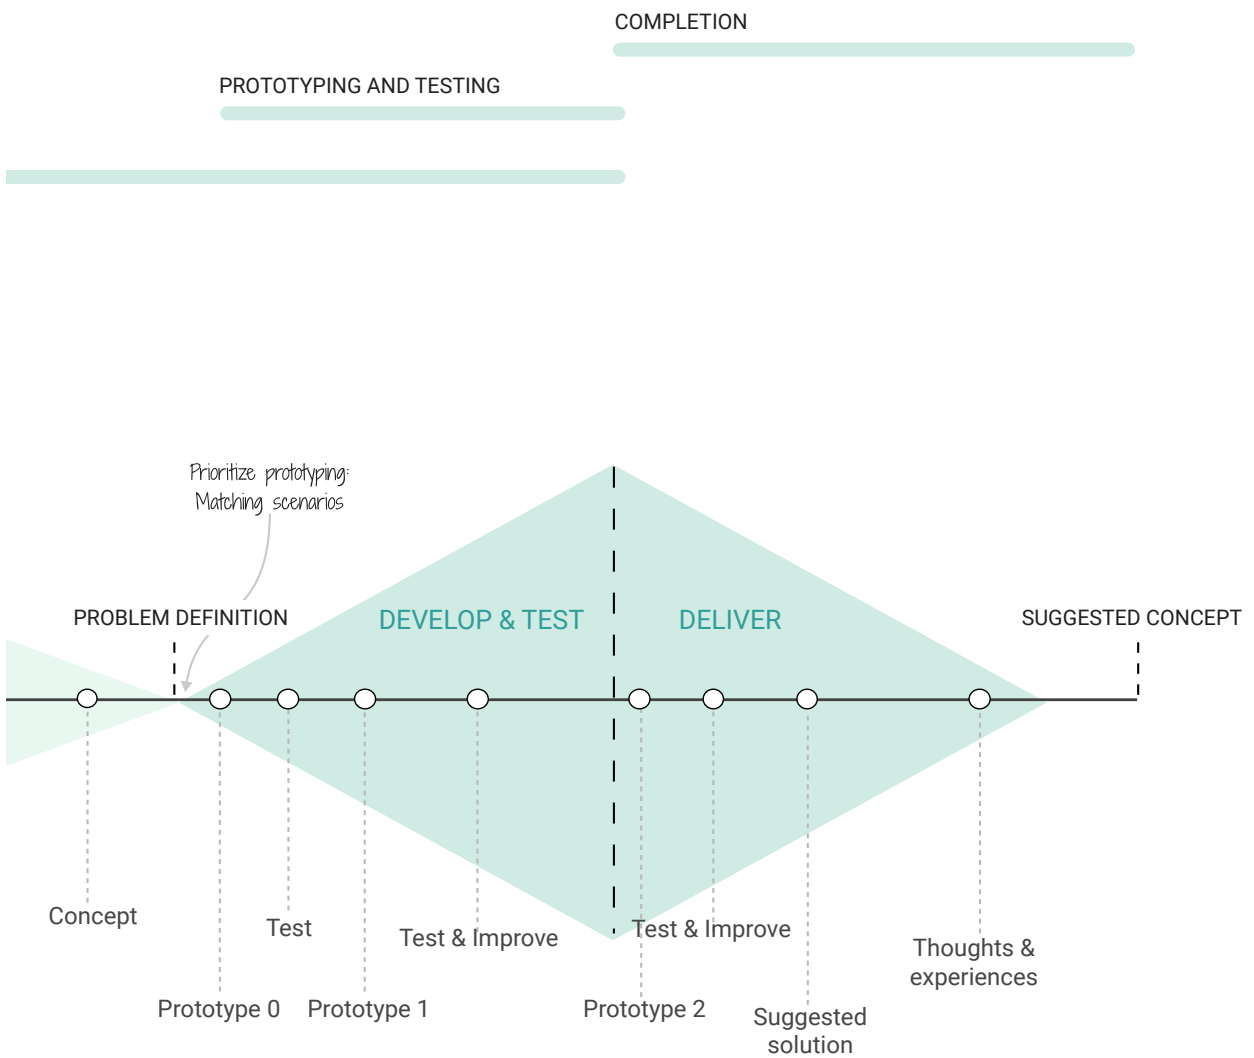 COMPLETION
PROTOTYPING AND TESTING
Prioritize prototyping:
Matching scenarios
PROBLEM DEFINITION
DEVELOP & TEST
DELIVER
SUGGESTED CONCEPT
Concept
Test
Test & Improve
Test & Improve
Thoughts &
experiences
Prototype 0
Prototype 1
Prototype 2
Suggested
solution